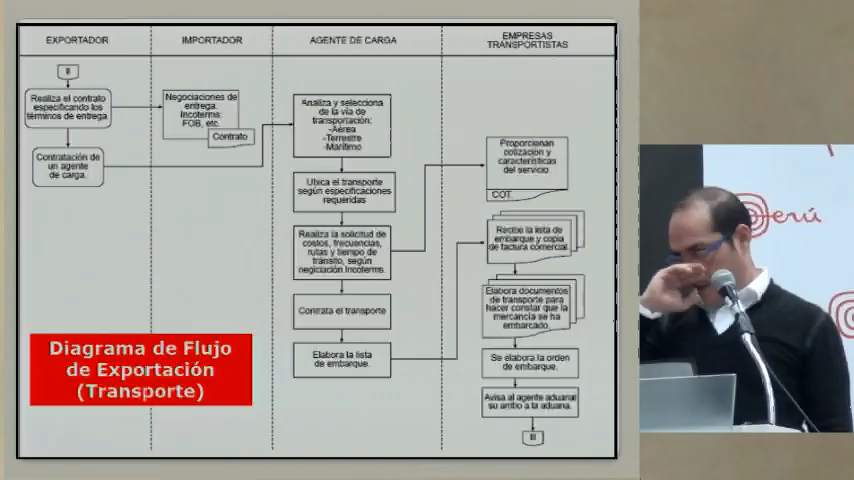 EXPORTADOR
IMPORTADOR
AGENTE DE CARGA
EMPRESAS
TRANSPORTISTAS
II
Realiza el contrato
especificando los
términos de entrega
Contratación de
un agente
de carga.
Negociaciones de
entrega.
Incoterms:
FOB, etc.
Contrato
Analiza y selecciona
de la vía de
transportación:
-Aérea
-Terrestre
-Marítimo
Ubica el transporte
según especificaciones
requeridas
Realiza la solicitud de
costos, frecuencias,
rutas y tiempo de
tránsito, según
negiciación Incoterms.
Contrata el transporte
Elabora la lista
de embarque.
Proporcionan
cotización y
características
del servicio
COT.
Recibe la lista de
embarque y copia
de factura comercial.
Elabora documentos
de transporte para
hacer constar que la
mercancía se ha
embarcado.
Se elabora la orden
de embarque.
Avisa al agente aduanal
su arribo a la aduana.
III
Diagrama de Flujo
de Exportación
(Transporte)
Perú